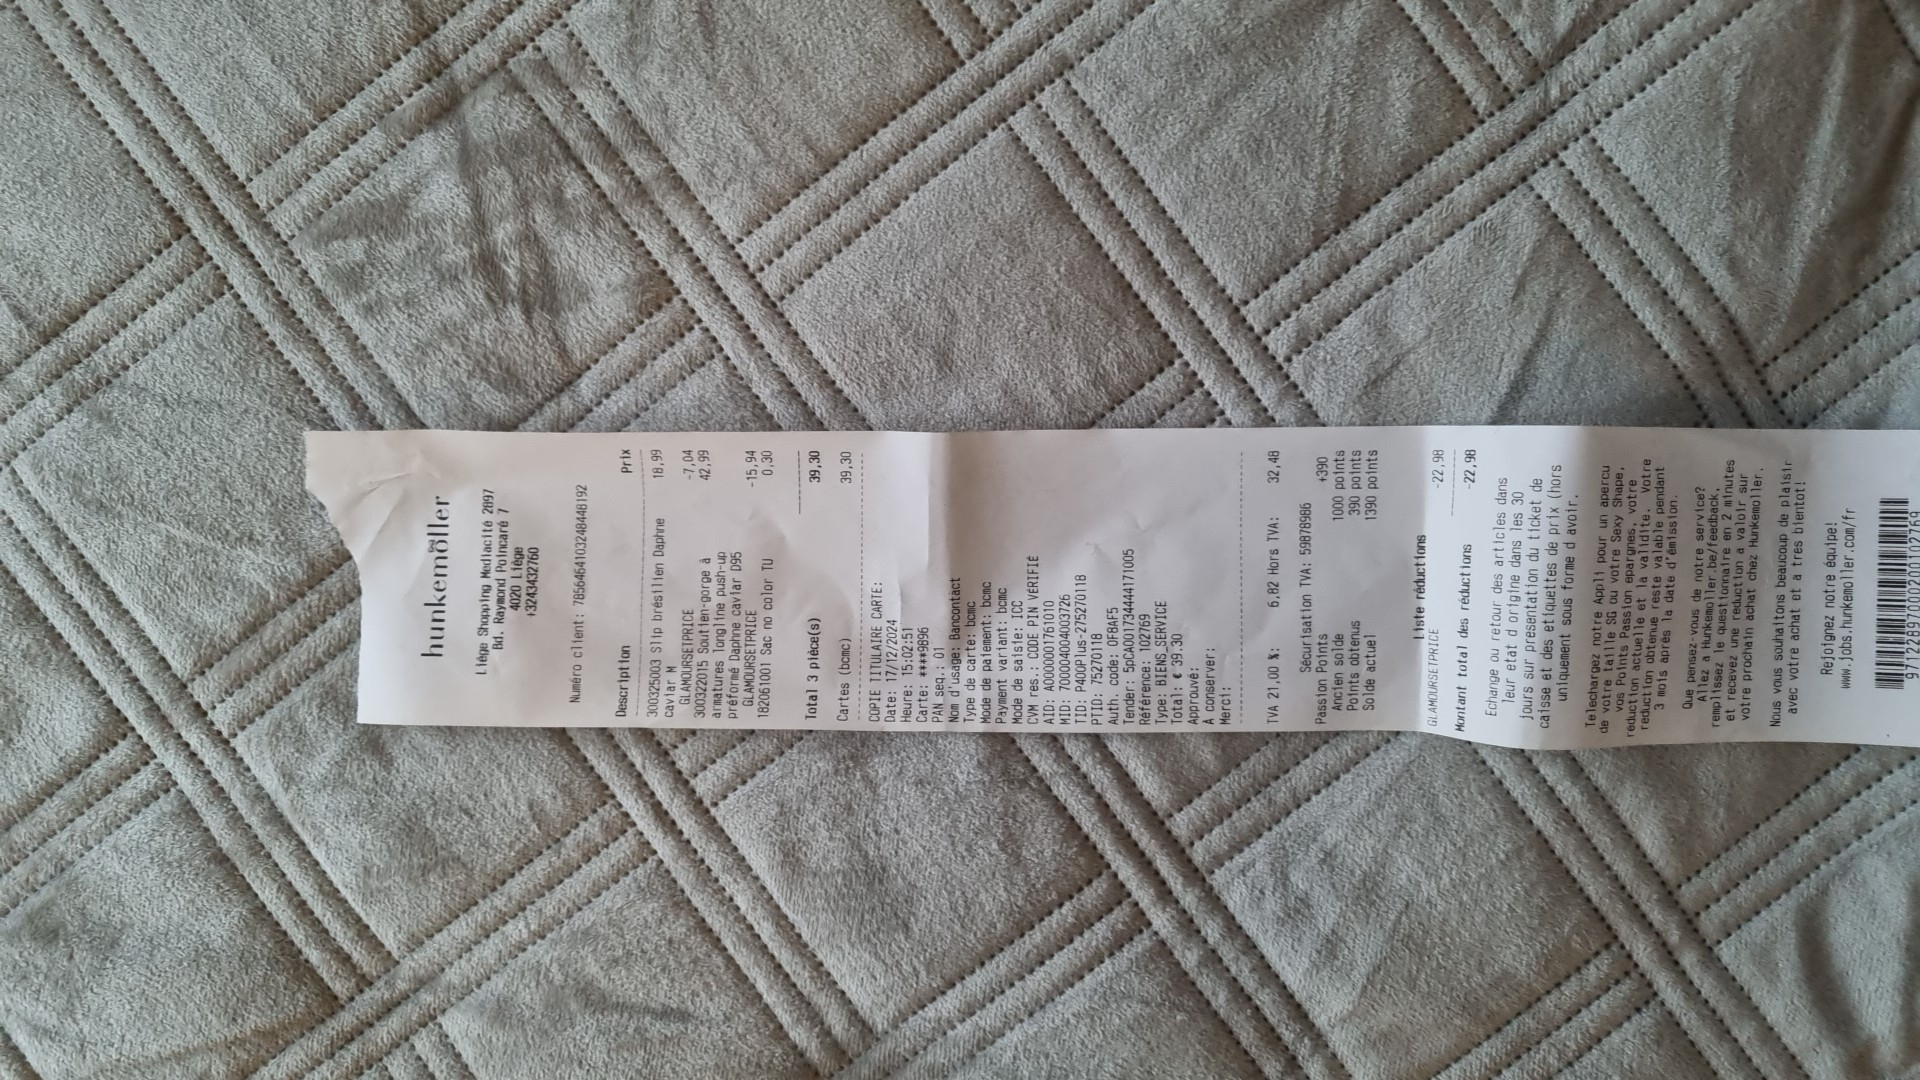 hunkemöller
Liège Shopping Mediacité 2897
Bd. Raymond Poincaré 7
4020 Liège
+3243432760
Numéro client: 7856464103248448192
Description Prix
300325003 Slip brésilien Daphne 18,99
caviar M
GLAMOURSETPRICE -7,04
300322015 Soutien-gorge à 42,99
armatures longline push-up
préformé Daphne caviar D95
GLAMOURSETPRICE -15,94
182061001 Sac no color TU 0,30
Total 3 pièce(s) 39,30
Cartes (bcmc) 39,30
COPIE TITULAIRE CARTE:
Date: 17/12/2024
Heure: 15:02:51
Carte: ****9896
PAN Seq.: 01
Nom d'usage: Bancontact
Type de carte: bcmc
Mode de paiement: bcmc
Payment variant: bcmc
Mode de saisie: ICC
CVM res.: CODE PIN VÉRIFIÉ
AID: A0000001761010
MID: 700004004003726
TID: P400Plus-275270118
PTID: 75270118
Auth. code: 0F8AF5
Tender: 5pCA001734444171005
Référence: 102769
Type: BIENS_SERVICE
Total: € 39.30
Approuvé:
À conserver:
Merci:
TVA 21,00 %: 6,82 Hors TVA: 32,48
Sécurisation TVA: 59878986
Passion Points +390
Ancien solde 1000 points
Points obtenus 390 points
Solde actuel 1390 points
Liste réductions
GLAMOURSETPRICE -22,98
Montant total des réductions -22,98
Echange ou retour des articles dans
leur état d'origine dans les 30
jours sur présentation du ticket de
caisse et des étiquettes de prix (hors
uniquement sous forme d'avoir.
Telechargez notre Appli pour un apercu
de votre taille SG ou votre Sexy Shape,
vos Points Passion epargnes, votre
réduction actuelle et la validite. Votre
reduction obtenue reste valable pendant
3 mois après la date d'émission.
Que pensez-vous de notre service?
Allez a Hunkemoller.be/feedback,
remplissez le questionnaire en 2 minutes
et recevez une reduction a valoir sur
votre prochain achat chez Hunkemoller.
Nous vous souhaitons beaucoup de plaisir
avec votre achat et a tres bientot!
Rejoignez notre équipe!
www.jobs.hunkemoller.com/fr
97122897000200102769